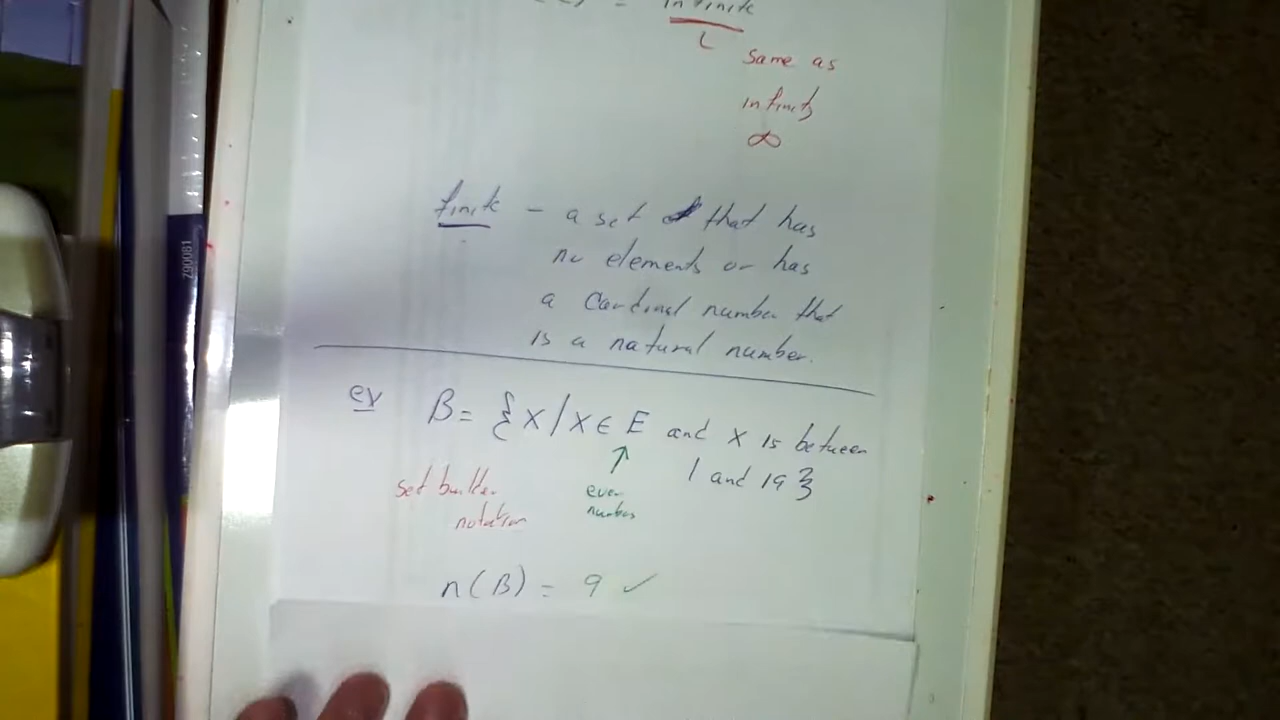 infinite
same as
infinity
∞
finite - a set that has
no elements or has
a cardinal number that
is a natural number.
ex B = {x/x ∈ E and x is between
1 and 19}
set builder
notation
even
numbers
n(B) = 9 ✓
790081